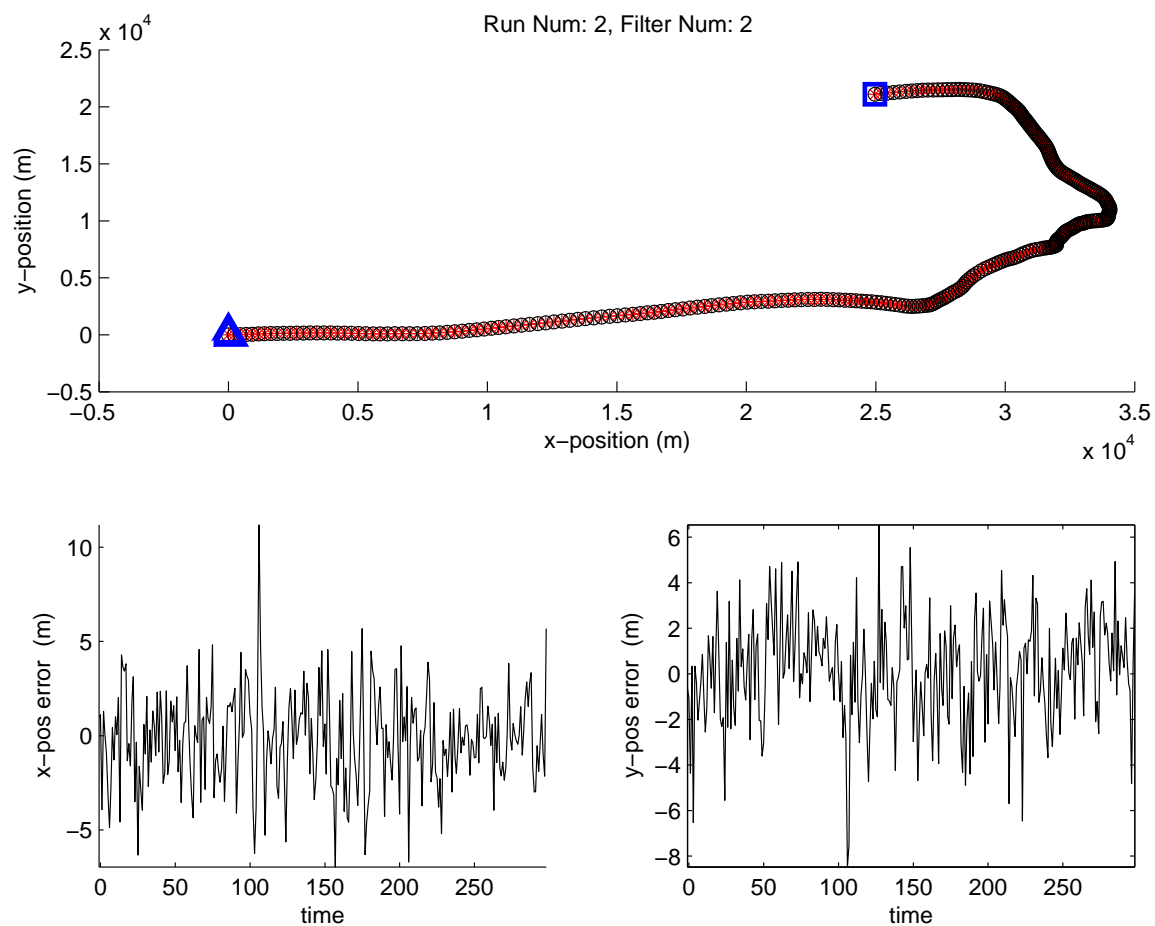 Run Num: 2, Filter Num: 2
x 10^4
2.5
2
1.5
1
0.5
0
−0.5
y−position (m)
−0.5 0 0.5 1 1.5 2 2.5 3 3.5
x−position (m)
x 10^4
10
5
0
−5
x−pos error (m)
0 50 100 150 200 250
time
6
4
2
0
−2
−4
−6
−8
y−pos error (m)
0 50 100 150 200 250
time